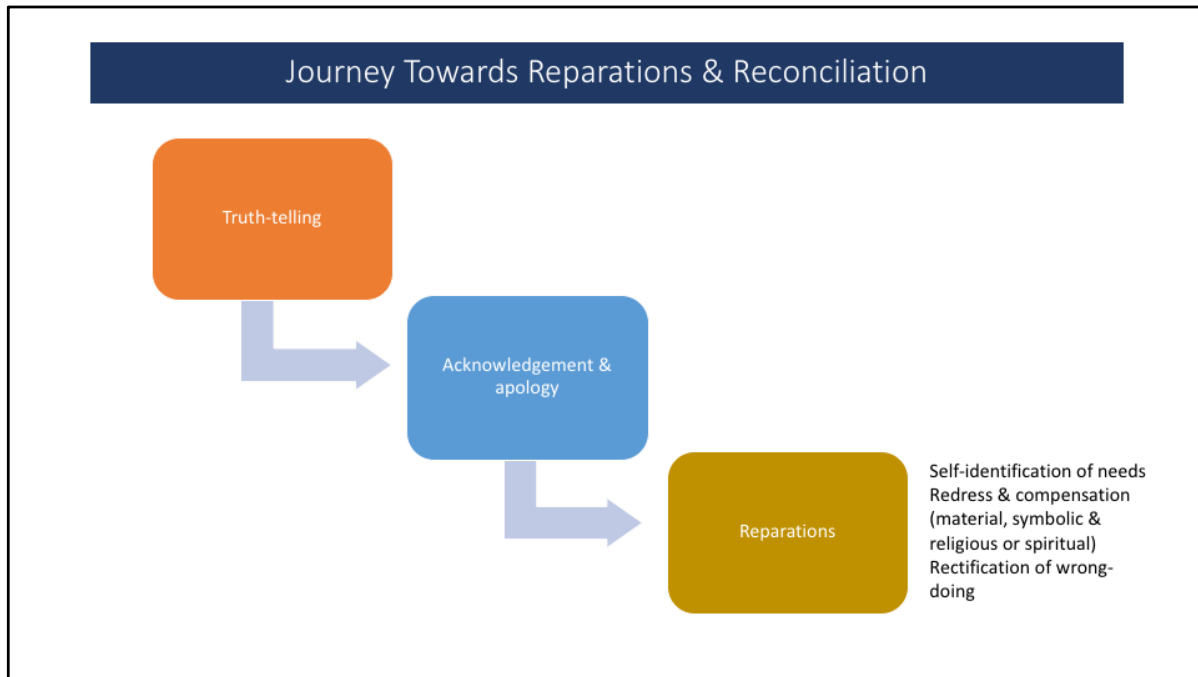 Journey Towards Reparations & Reconciliation
Truth-telling
Acknowledgement &
apology
Reparations
Self-identification of needs
Redress & compensation
(material, symbolic &
religious or spiritual)
Rectification of wrong-
doing